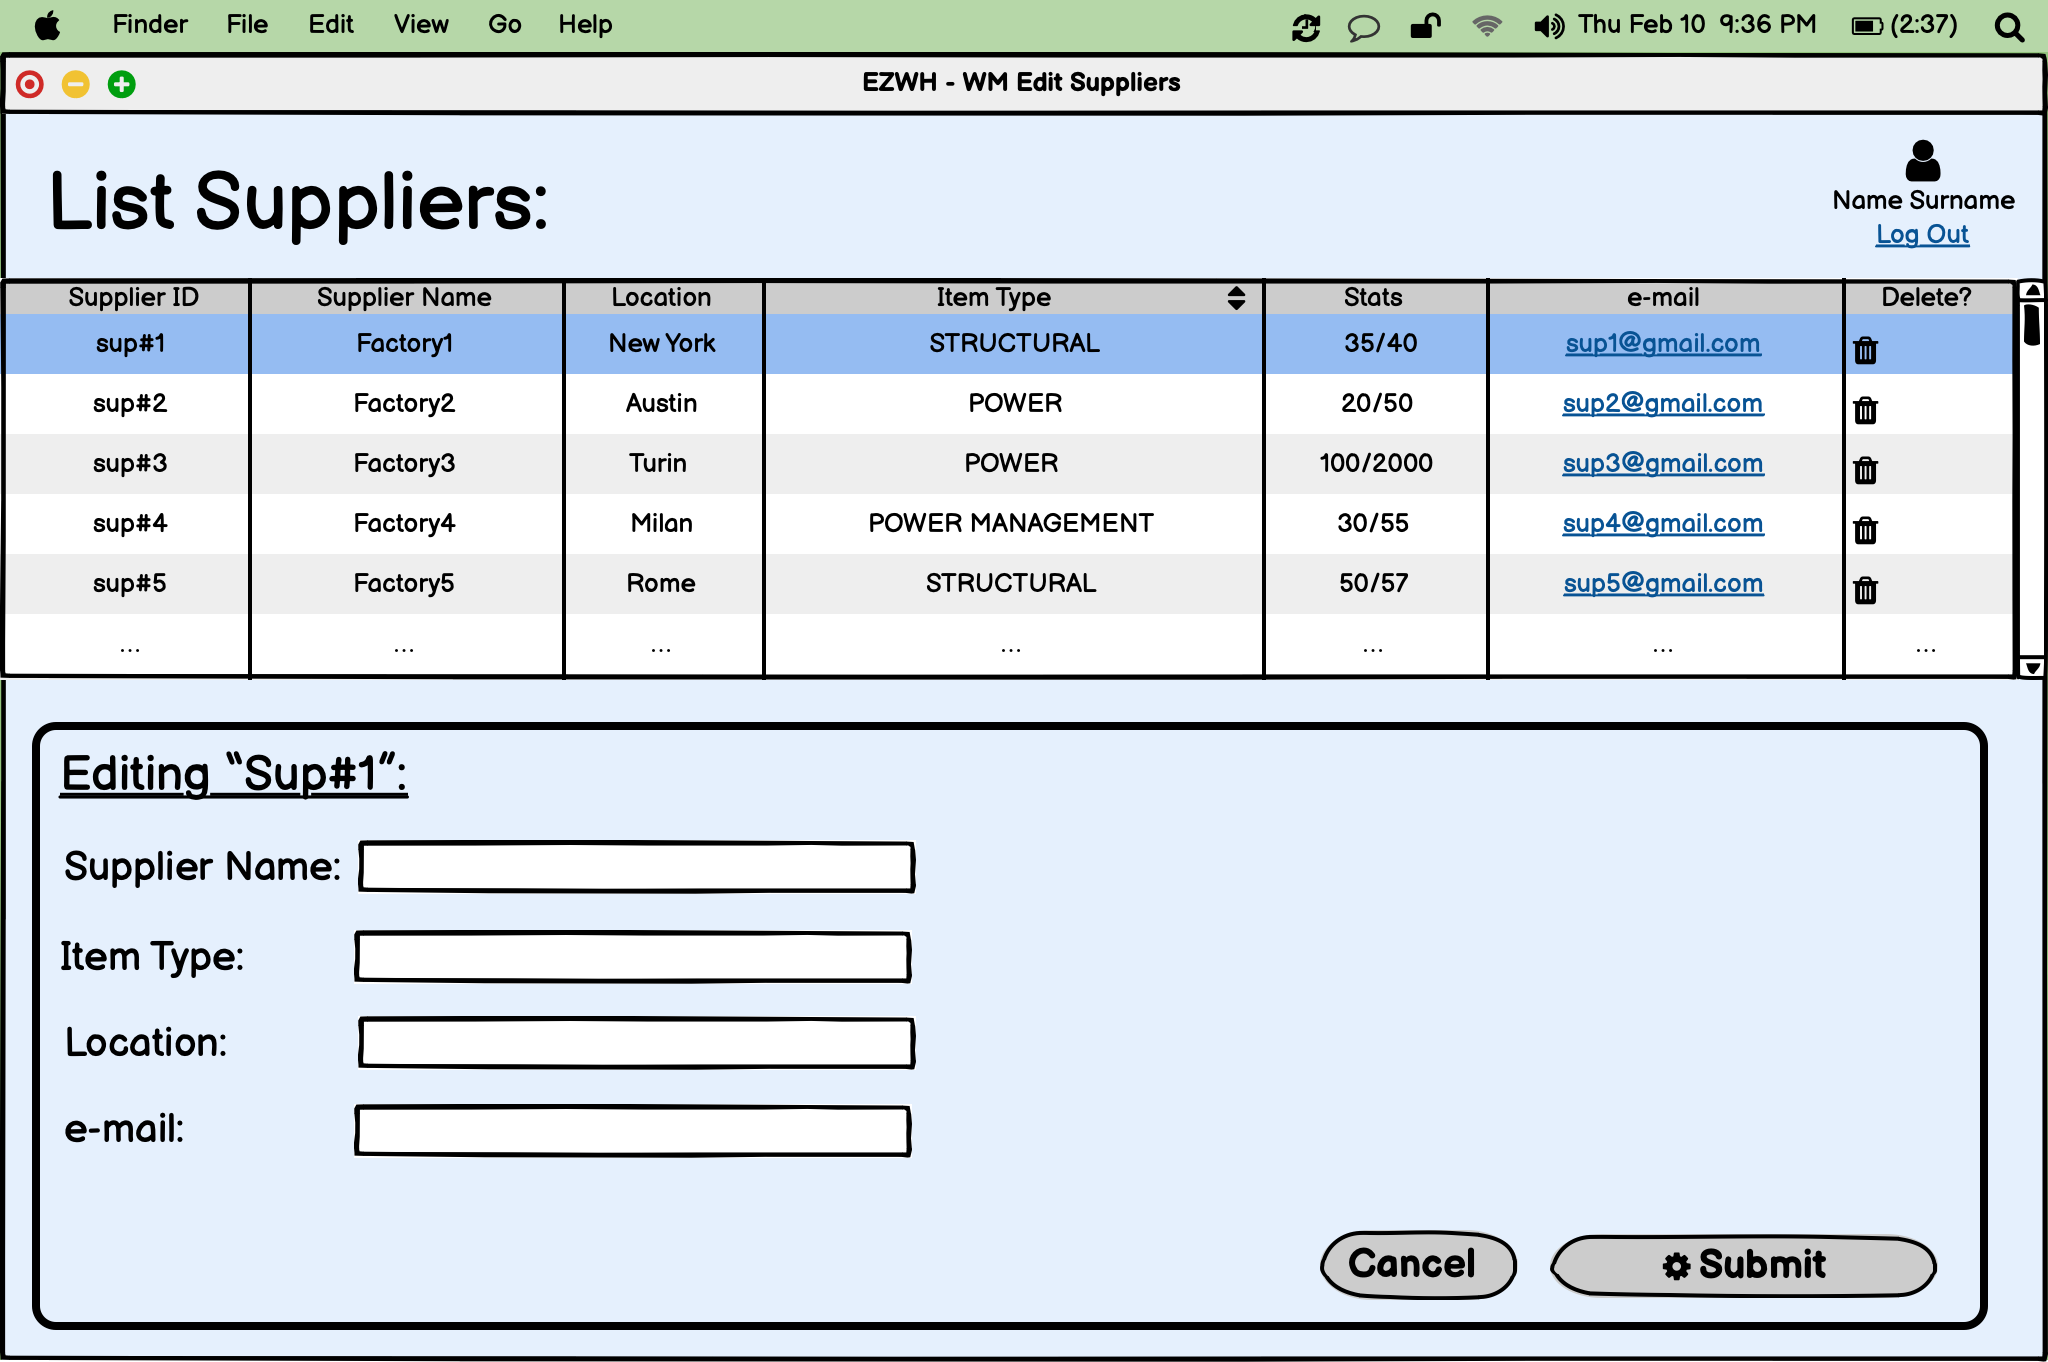 Finder File Edit View Go Help Thu Feb 10 9:36 PM (2:37)
EZWH - WM Edit Suppliers
List Suppliers:
Name Surname
Log Out
Supplier ID Supplier Name Location Item Type Stats e-mail Delete?
sup#1 Factory1 New York STRUCTURAL 35/40 sup1@gmail.com
sup#2 Factory2 Austin POWER 20/50 sup2@gmail.com
sup#3 Factory3 Turin POWER 100/2000 sup3@gmail.com
sup#4 Factory4 Milan POWER MANAGEMENT 30/55 sup4@gmail.com
sup#5 Factory5 Rome STRUCTURAL 50/57 sup5@gmail.com
... ... ... ... ... ... ...
Editing “Sup#1”:
Supplier Name:
Item Type:
Location:
e-mail:
Cancel Submit